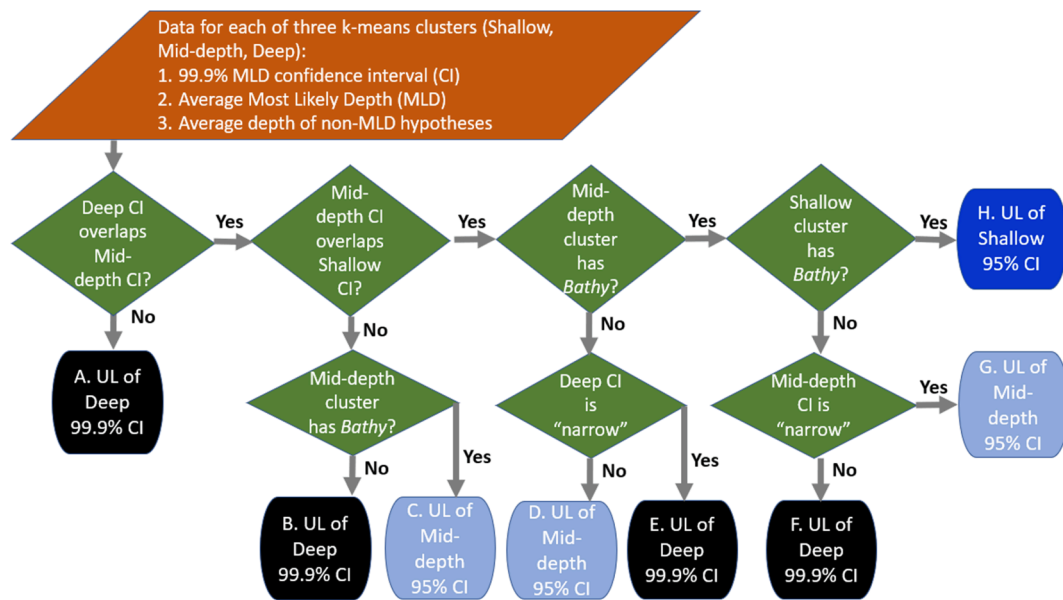 Data for each of three k-means clusters (Shallow,
Mid-depth, Deep):
1. 99.9% MLD confidence interval (CI)
2. Average Most Likely Depth (MLD)
3. Average depth of non-MLD hypotheses
Deep CI
overlaps
Mid-
depth CI?
Yes
No
Mid-
depth CI
overlaps
Shallow
CI?
Yes
No
Mid-
depth
cluster
has
Bathy?
Yes
No
Shallow
cluster
has
Bathy?
Yes
No
H. UL of
Shallow
95% CI
A. UL of
Deep
99.9% CI
Mid-depth
cluster
has Bathy?
No
Yes
Deep CI
is
“narrow”
No
Yes
Mid-depth
CI is
“narrow”
Yes
No
G. UL of
Mid-
depth
95% CI
B. UL of
Deep
99.9% CI
C. UL of
Mid-
depth
95% CI
D. UL of
Mid-
depth
95% CI
E. UL of
Deep
99.9% CI
F. UL of
Deep
99.9% CI